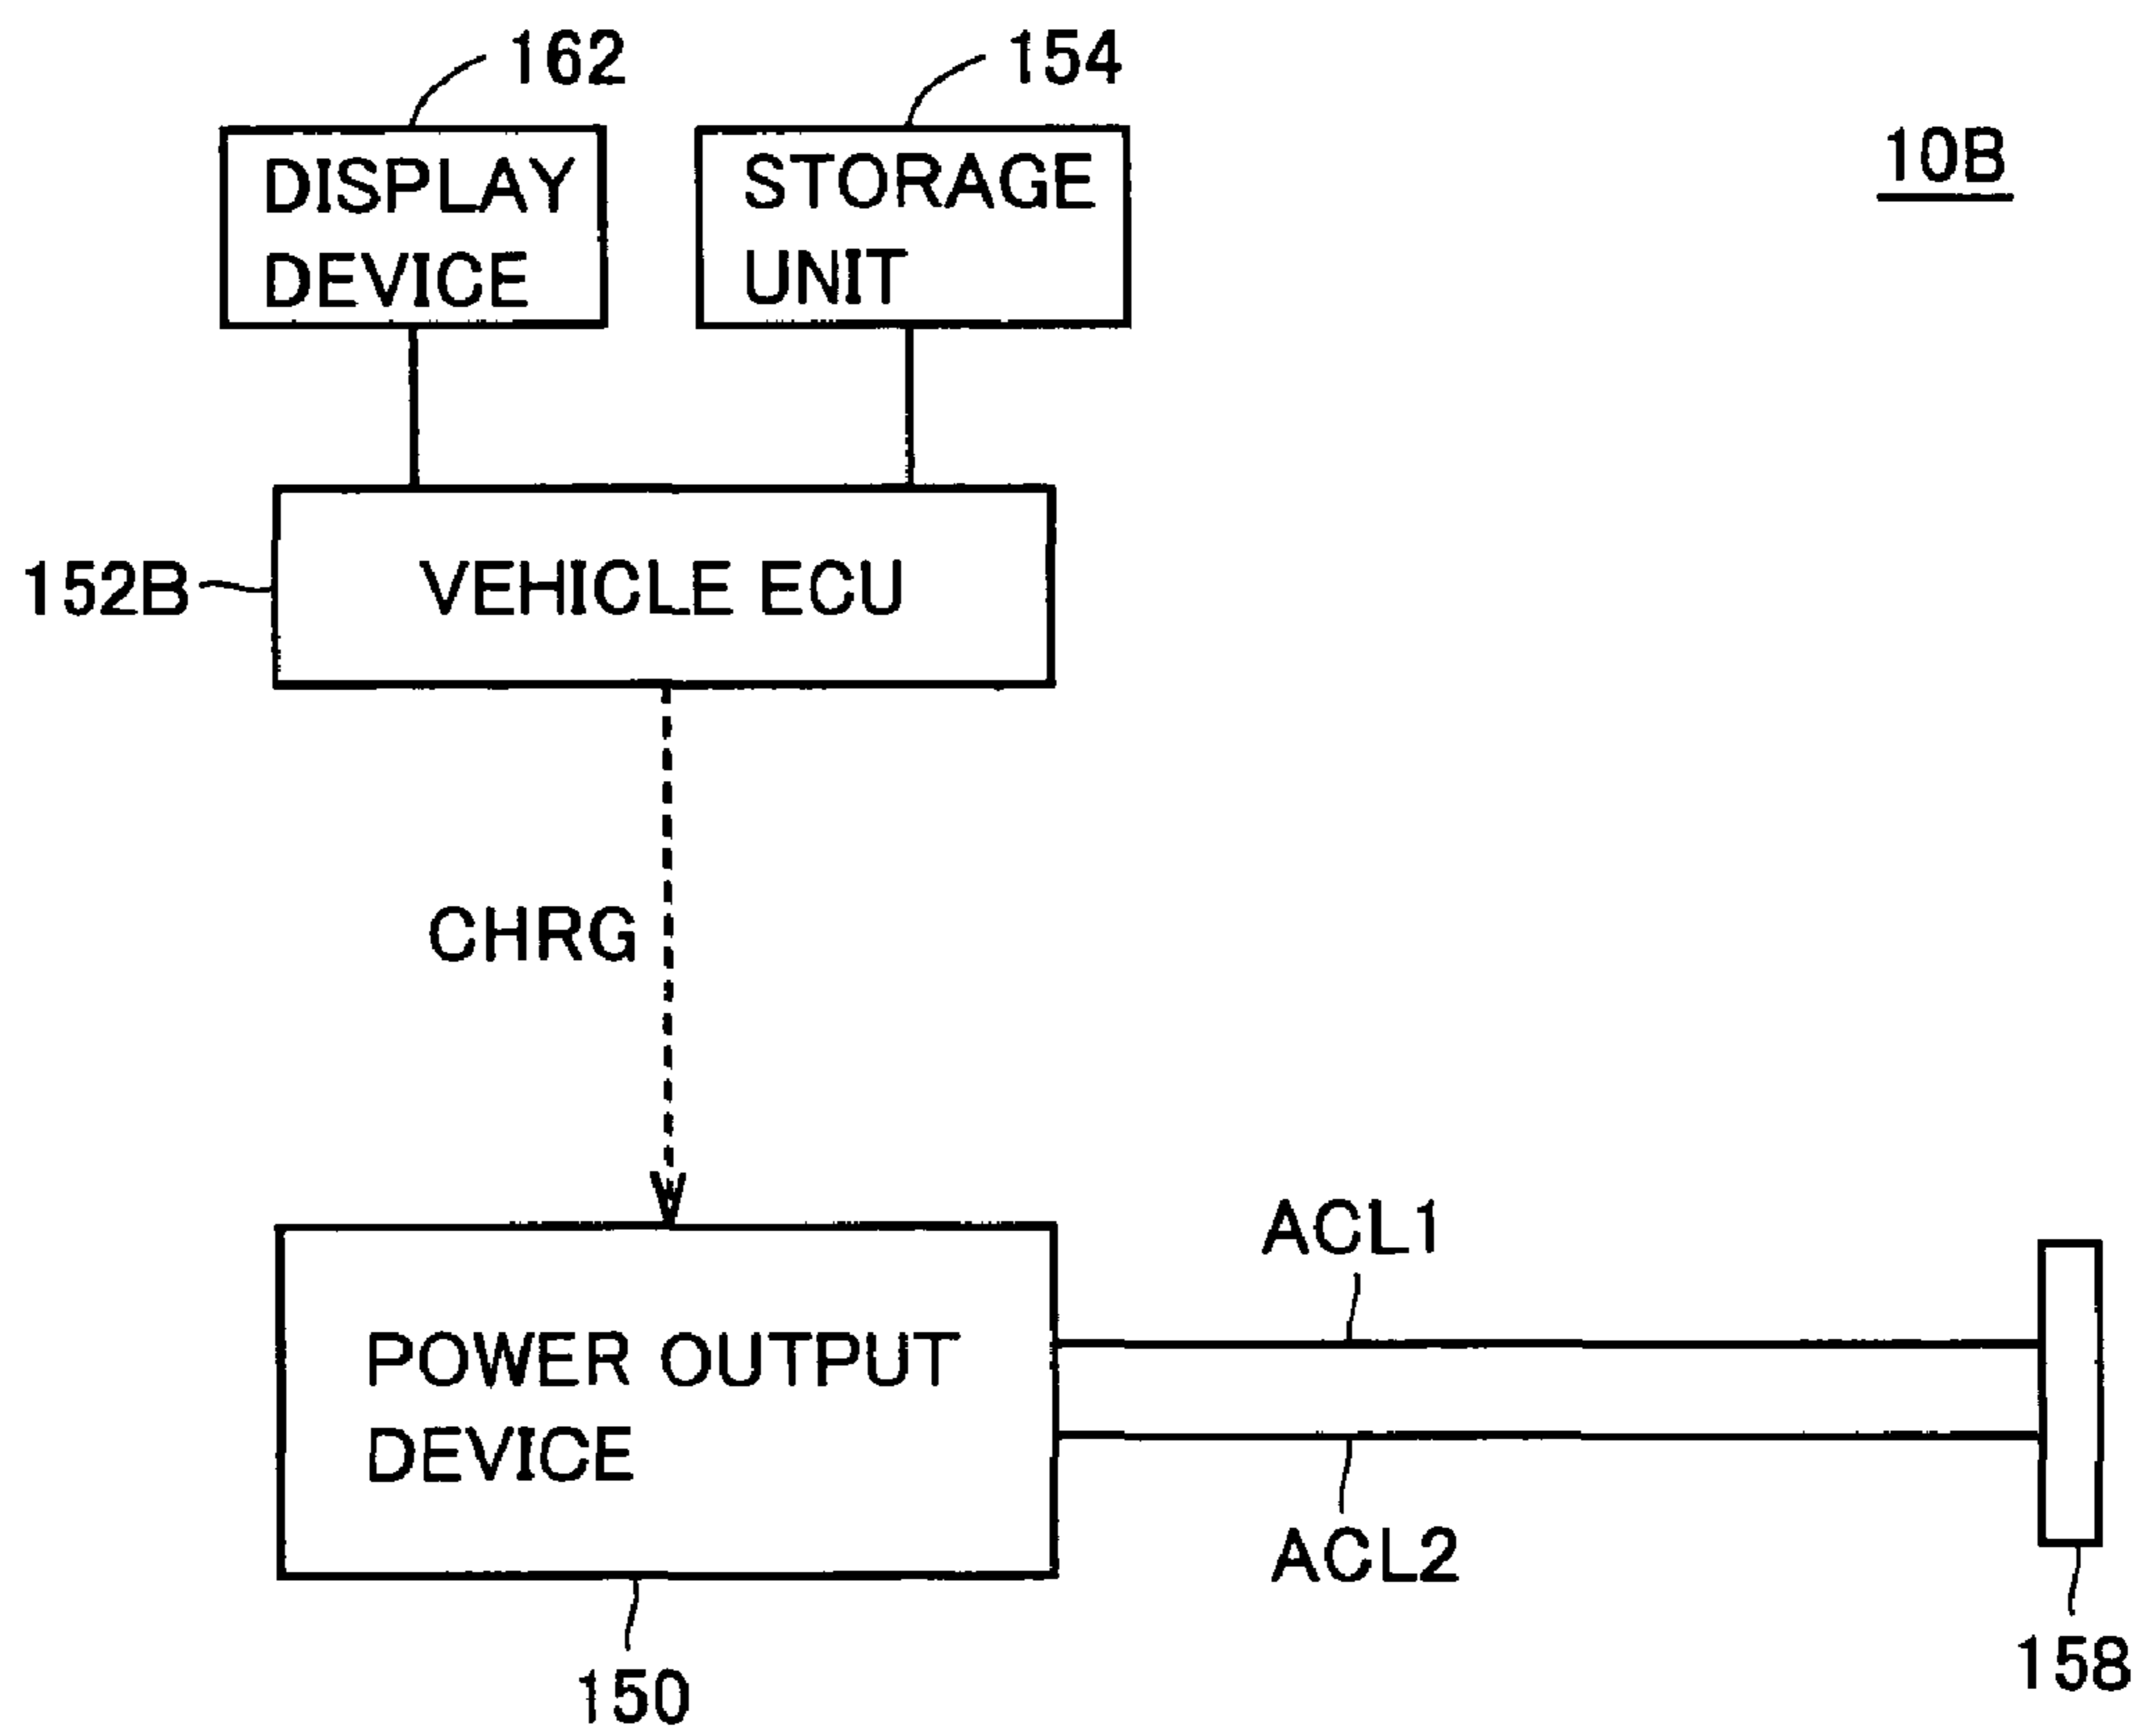 162
154
10B
DISPLAY
DEVICE
STORAGE
UNIT
152B
VEHICLE ECU
CHRG
ACL1
POWER OUTPUT
DEVICE
ACL2
150
158